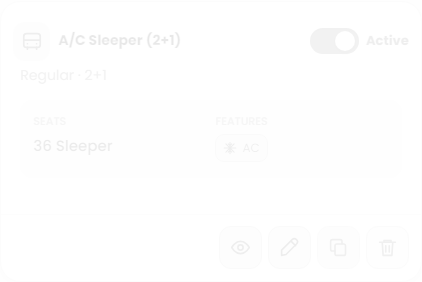 A/C Sleeper (2+1)
Active
Regular · 2+1
SEATS
FEATURES
36 Sleeper
AC